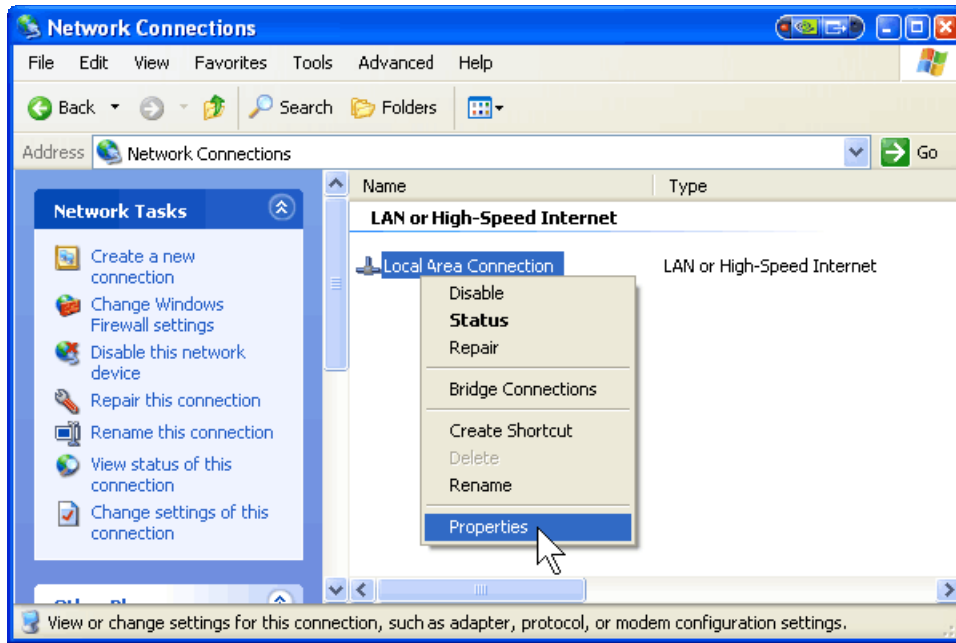 Network Connections
File Edit View Favorites Tools Advanced Help
Back Search Folders
Address Network Connections Go
Network Tasks
Create a new
connection
Change Windows
Firewall settings
Disable this network
device
Repair this connection
Rename this connection
View status of this
connection
Change settings of this
connection
Name Type
LAN or High-Speed Internet
Local Area Connection LAN or High-Speed Internet
Disable
Status
Repair
Bridge Connections
Create Shortcut
Delete
Rename
Properties
View or change settings for this connection, such as adapter, protocol, or modem configuration settings.